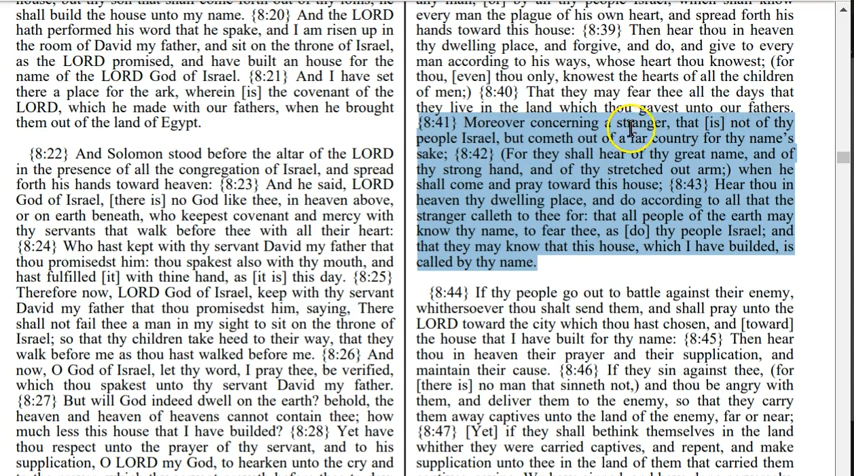 house, but thy son that shall come forth out of thy loins, he
shall build the house unto my name. {8:20} And the LORD
hath performed his word that he spake, and I am risen up in
the room of David my father, and sit on the throne of Israel,
as the LORD promised, and have built an house for the
name of the LORD God of Israel. {8:21} And I have set
there a place for the ark, wherein [is] the covenant of the
LORD, which he made with our fathers, when he brought
them out of the land of Egypt.
{8:22} And Solomon stood before the altar of the LORD
in the presence of all the congregation of Israel, and spread
forth his hands toward heaven: {8:23} And he said, LORD
God of Israel, [there is] no God like thee, in heaven above,
or on earth beneath, who keepest covenant and mercy with
thy servants that walk before thee with all their heart:
{8:24} Who hast kept with thy servant David my father that
thou promisedst him: thou spakest also with thy mouth, and
hast fulfilled [it] with thine hand, as [it is] this day. {8:25}
Therefore now, LORD God of Israel, keep with thy servant
David my father that thou promisedst him, saying, There
shall not fail thee a man in my sight to sit on the throne of
Israel; so that thy children take heed to their way, that they
walk before me as thou hast walked before me. {8:26} And
now, O God of Israel, let thy word, I pray thee, be verified,
which thou spakest unto thy servant David my father.
{8:27} But will God indeed dwell on the earth? behold, the
heaven and heaven of heavens cannot contain thee; how
much less this house that I have builded? {8:28} Yet have
thou respect unto the prayer of thy servant, and to his
supplication, O LORD my God, to hearken unto the cry and
any man, [or] by all thy people Israel, which shall know
every man the plague of his own heart, and spread forth his
hands toward this house: {8:39} Then hear thou in heaven
thy dwelling place, and forgive, and do, and give to every
man according to his ways, whose heart thou knowest; (for
thou, [even] thou only, knowest the hearts of all the children
of men;) {8:40} That they may fear thee all the days that
they live in the land which thou gavest unto our fathers.
{8:41} Moreover concerning a stranger, that [is] not of thy
people Israel, but cometh out of a far country for thy name's
sake; {8:42} (For they shall hear of thy great name, and of
thy strong hand, and of thy stretched out arm;) when he
shall come and pray toward this house; {8:43} Hear thou in
heaven thy dwelling place, and do according to all that the
stranger calleth to thee for: that all people of the earth may
know thy name, to fear thee, as [do] thy people Israel; and
that they may know that this house, which I have builded, is
called by thy name.
{8:44} If thy people go out to battle against their enemy,
whithersoever thou shalt send them, and shall pray unto the
LORD toward the city which thou hast chosen, and [toward]
the house that I have built for thy name: {8:45} Then hear
thou in heaven their prayer and their supplication, and
maintain their cause. {8:46} If they sin against thee, (for
[there is] no man that sinneth not,) and thou be angry with
them, and deliver them to the enemy, so that they carry
them away captives unto the land of the enemy, far or near;
{8:47} [Yet] if they shall bethink themselves in the land
whither they were carried captives, and repent, and make
supplication unto thee in the land of them that carried them